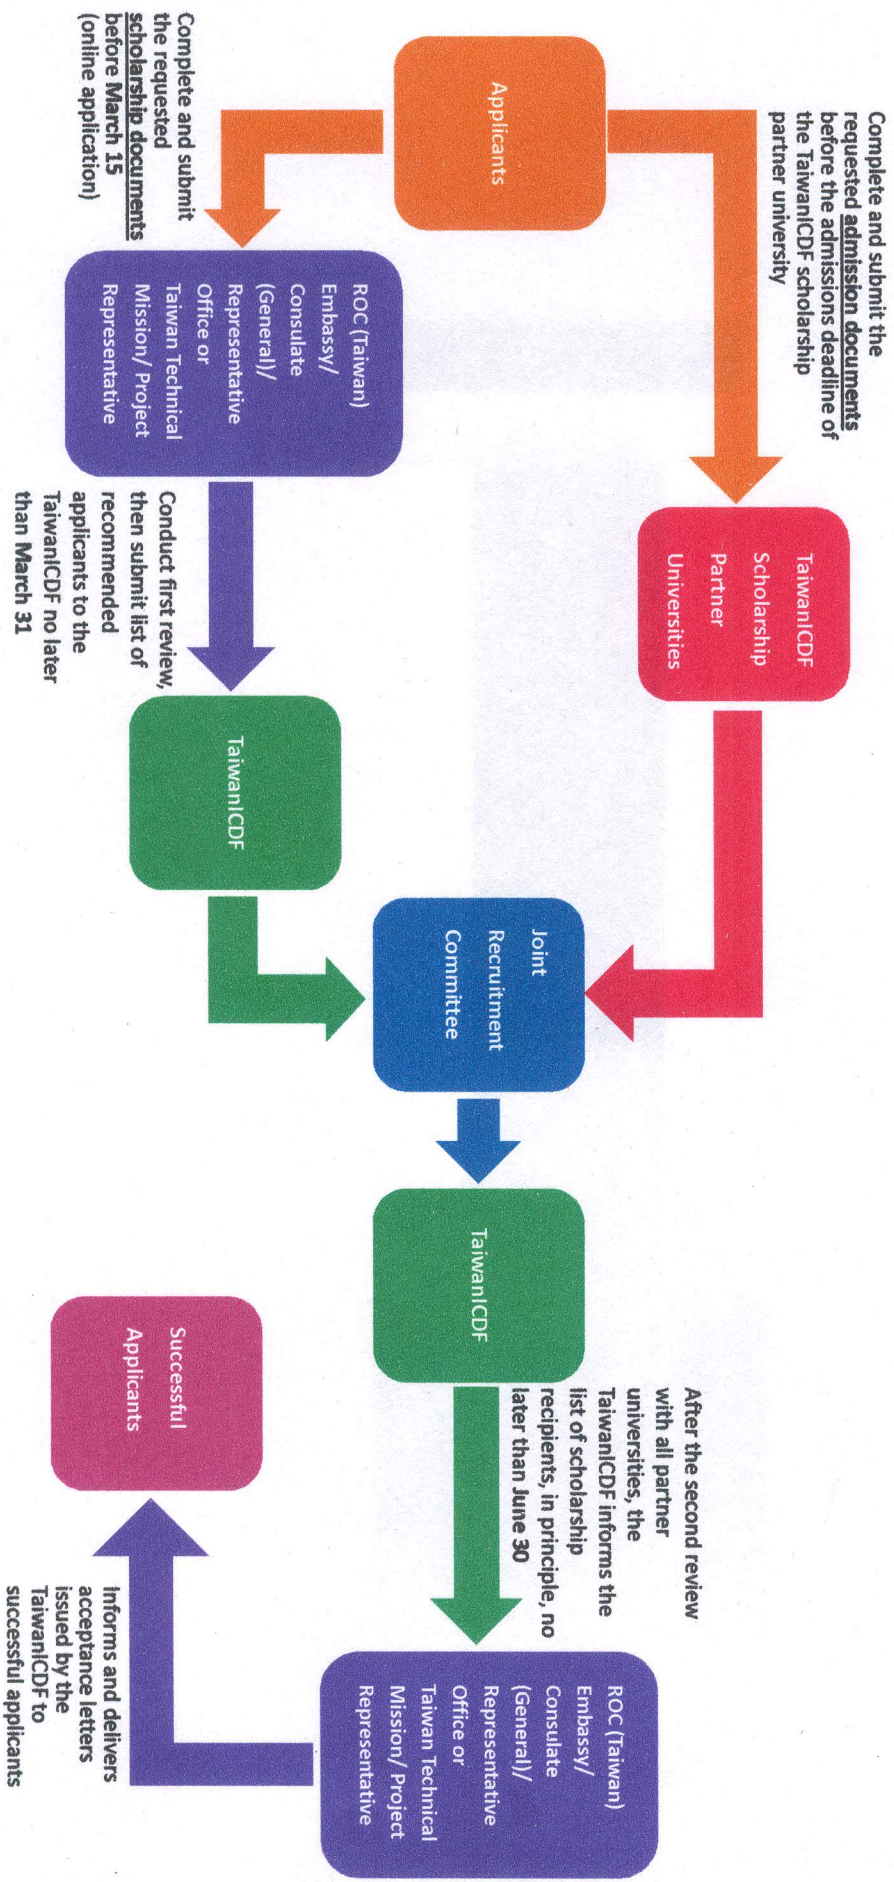 Complete and submit the
requested admission documents
before the admissions deadline of
the TaiwanICDF scholarship
partner university
Applicants
Complete and submit
the requested
scholarship documents
before March 15
(online application)
TaiwanICDF
Scholarship
Partner
Universities
ROC (Taiwan)
Embassy/
Consulate
(General)/
Representative
Office or
Taiwan Technical
Mission/ Project
Representative
Conduct first review,
then submit list of
recommended
applicants to the
TaiwanICDF no later
than March 31
TaiwanICDF
Joint
Recruitment
Committee
TaiwanICDF
After the second review
with all partner
universities, the
TaiwanICDF informs the
list of scholarship
recipients, in principle, no
later than June 30
ROC (Taiwan)
Embassy/
Consulate
(General)/
Representative
Office or
Taiwan Technical
Mission/ Project
Representative
Informs and delivers
acceptance letters
issued by the
TaiwanICDF to
successful applicants
Successful
Applicants